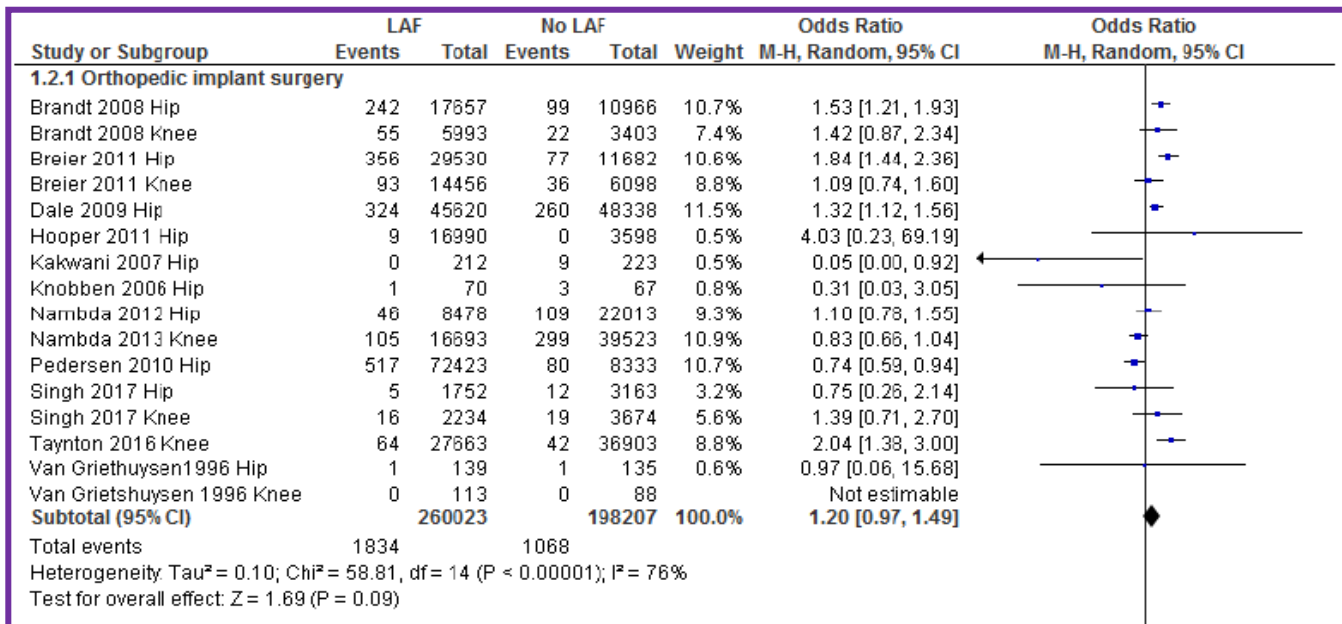 LAF No LAF Odds Ratio Odds Ratio
Study or Subgroup Events Total Events Total Weight M-H, Random, 95% CI M-H, Random, 95% CI
1.2.1 Orthopedic implant surgery
Brandt 2008 Hip 242 17657 99 10966 10.7% 1.53 [1.21, 1.93]
Brandt 2008 Knee 55 5993 22 3403 7.4% 1.42 [0.87, 2.34]
Breier 2011 Hip 356 29530 77 11682 10.6% 1.84 [1.44, 2.36]
Breier 2011 Knee 93 14456 36 6098 8.8% 1.09 [0.74, 1.60]
Dale 2009 Hip 324 45620 260 48338 11.5% 1.32 [1.12, 1.56]
Hooper 2011 Hip 9 16990 0 3598 0.5% 4.03 [0.23, 69.19]
Kakwani 2007 Hip 0 212 9 223 0.5% 0.05 [0.00, 0.92]
Knobben 2006 Hip 1 70 3 67 0.8% 0.31 [0.03, 3.05]
Nambda 2012 Hip 46 8478 109 22013 9.3% 1.10 [0.78, 1.55]
Nambda 2013 Knee 105 16693 299 39523 10.9% 0.83 [0.66, 1.04]
Pedersen 2010 Hip 517 72423 80 8333 10.7% 0.74 [0.59, 0.94]
Singh 2017 Hip 5 1752 12 3163 3.2% 0.75 [0.26, 2.14]
Singh 2017 Knee 16 2234 19 3674 5.6% 1.39 [0.71, 2.70]
Taynton 2016 Knee 64 27663 42 36903 8.8% 2.04 [1.38, 3.00]
Van Griethuysen1996 Hip 1 139 1 135 0.6% 0.97 [0.06, 15.68]
Van Grietshuysen 1996 Knee 0 113 0 88 Not estimable
Subtotal (95% CI) 260023 198207 100.0% 1.20 [0.97, 1.49]
Total events 1834 1068
Heterogeneity: Tau² = 0.10; Chi² = 58.81, df = 14 (P < 0.00001); I² = 76%
Test for overall effect: Z = 1.69 (P = 0.09)